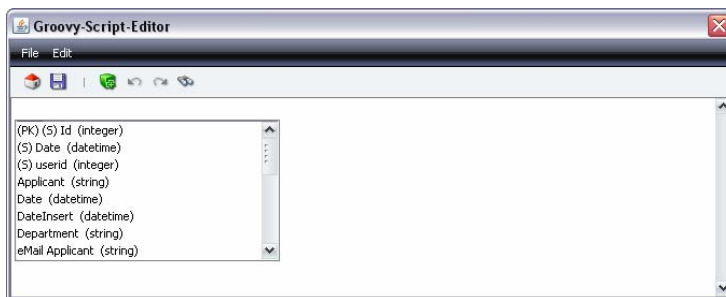 Groovy-Script-Editor
File Edit
(PK) (S) Id (integer)
(S) Date (datetime)
(S) userid (integer)
Applicant (string)
Date (datetime)
DateInsert (datetime)
Department (string)
eMail Applicant (string)